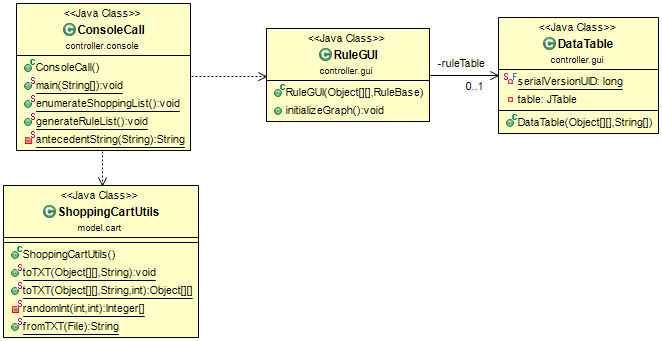 <<Java Class>>
ConsoleCall
controller.console
ConsoleCall()
main(String[]):void
enumerateShoppingList():void
generateRuleList():void
antecedentString(String):String
<<Java Class>>
RuleGUI
controller.gui
RuleGUI(Object[][],RuleBase)
initializeGraph():void
-ruleTable
0..1
<<Java Class>>
DataTable
controller.gui
serialVersionUID: long
table: JTable
DataTable(Object[][],String[])
<<Java Class>>
ShoppingCartUtils
model.cart
ShoppingCartUtils()
toTXT(Object[][],String):void
toTXT(Object[][],String,int):Object[][]
randomInt(int,int):Integer[]
fromTXT(File):String